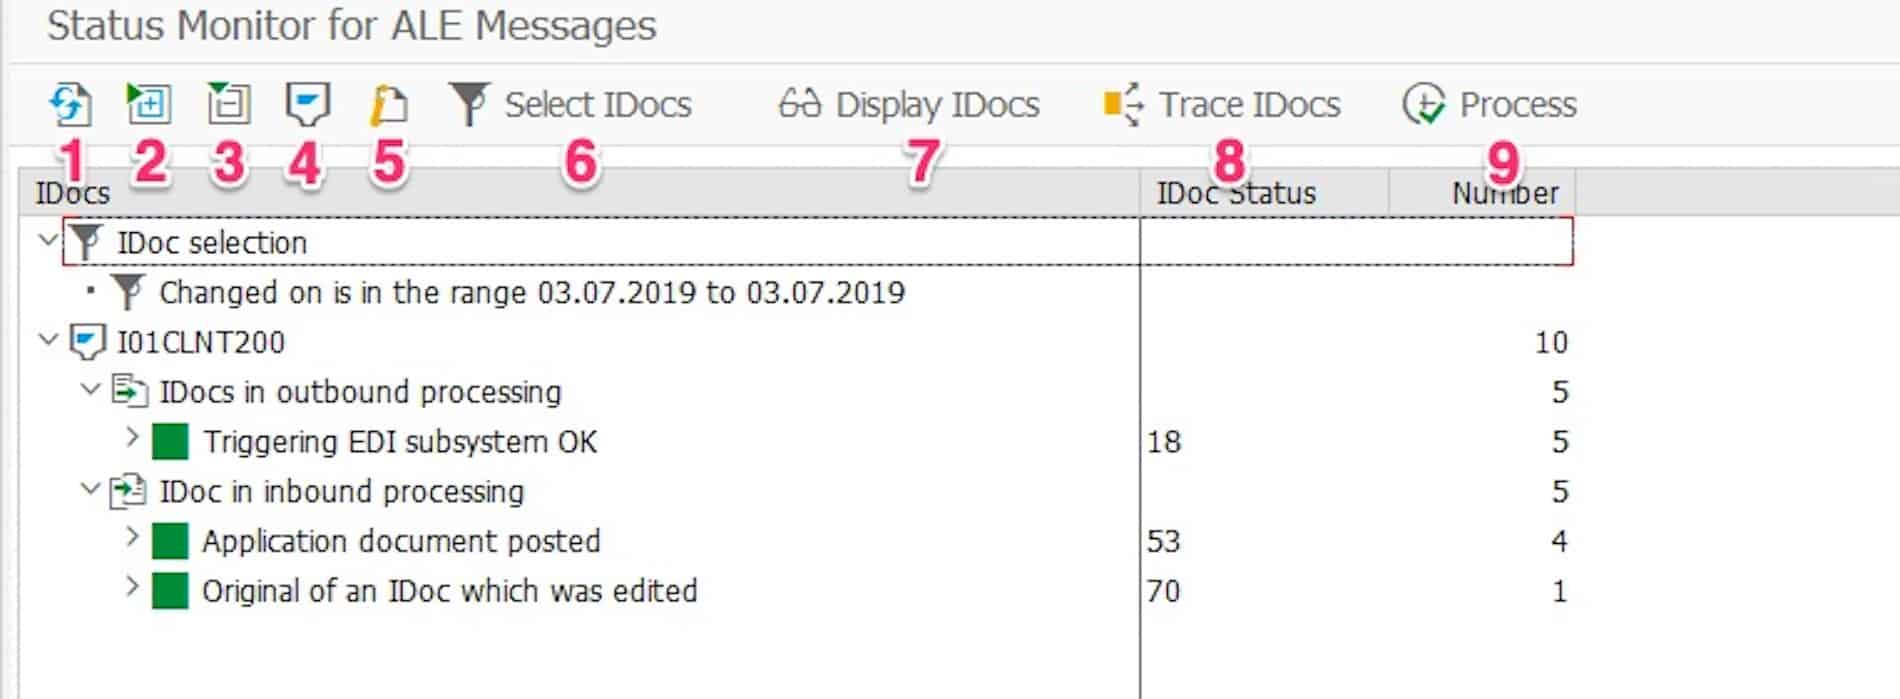 Status Monitor for ALE Messages
Select IDocs Display IDocs Trace IDocs Process
1 2 3 4 5 6 7 8 9
IDocs IDoc Status Number
IDoc selection
Changed on is in the range 03.07.2019 to 03.07.2019
I01CLNT200 10
IDocs in outbound processing 5
Triggering EDI subsystem OK 18 5
IDoc in inbound processing 5
Application document posted 53 4
Original of an IDoc which was edited 70 1